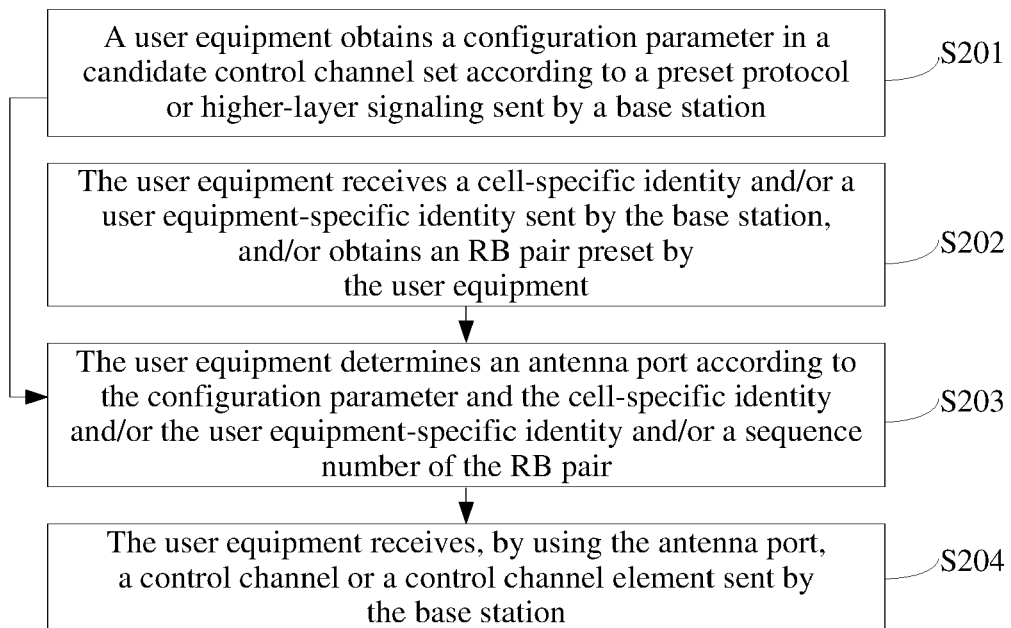 A user equipment obtains a configuration parameter in a
candidate control channel set according to a preset protocol
or higher-layer signaling sent by a base station
S201
The user equipment receives a cell-specific identity and/or a
user equipment-specific identity sent by the base station,
and/or obtains an RB pair preset by
the user equipment
S202
The user equipment determines an antenna port according to
the configuration parameter and the cell-specific identity
and/or the user equipment-specific identity and/or a sequence
number of the RB pair
S203
The user equipment receives, by using the antenna port,
a control channel or a control channel element sent by
the base station
S204